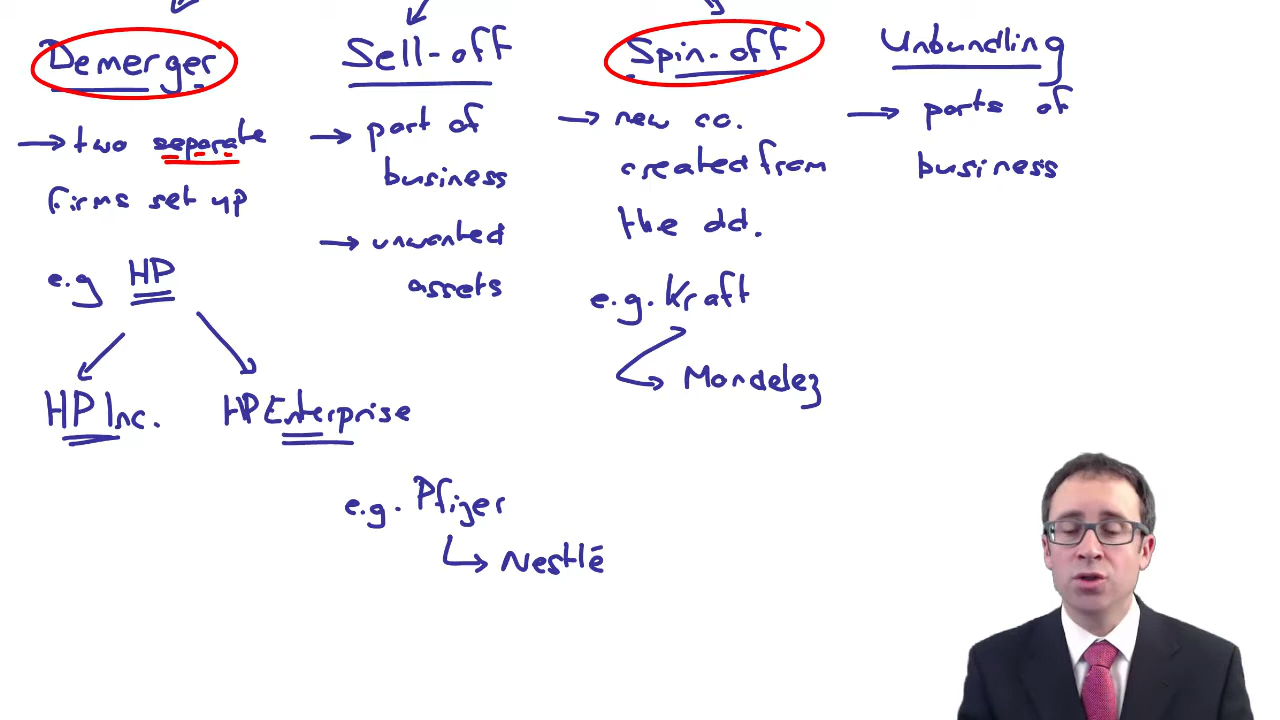 Demerger
→ two separate
firms set up
e.g HP
HP Inc. HP Enterprise
Sell-off
→ part of
business
→ unwanted
assets
e.g. Pfizer
→ Nestlé
Spin-off
→ new co.
created from
the old.
e.g. Kraft
→ Mondelez
Unbundling
→ parts of
business